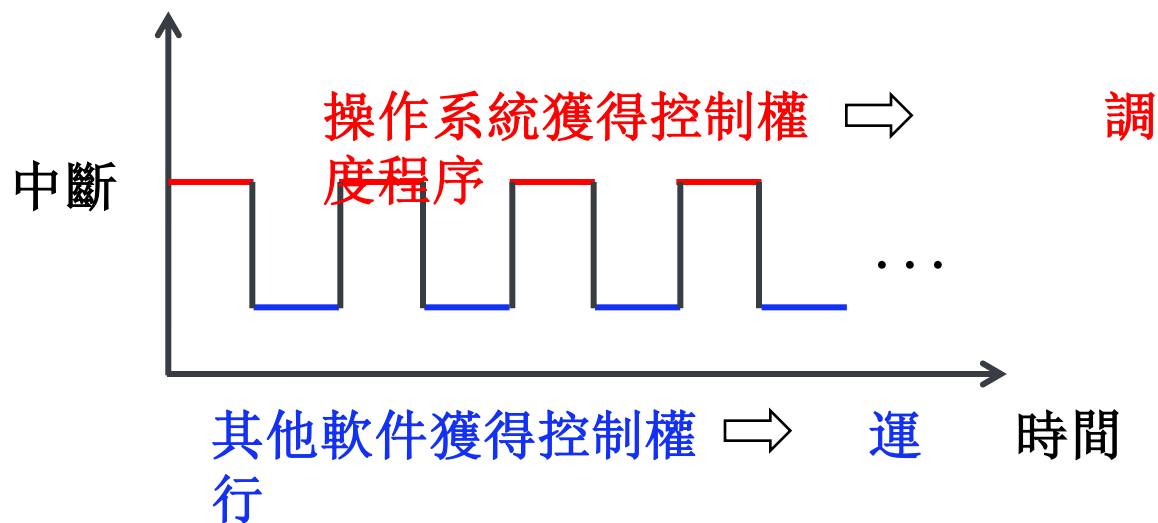 操作系統獲得控制權 ⇨ 調
度程序
中斷
...
其他軟件獲得控制權 ⇨ 運
行
時間